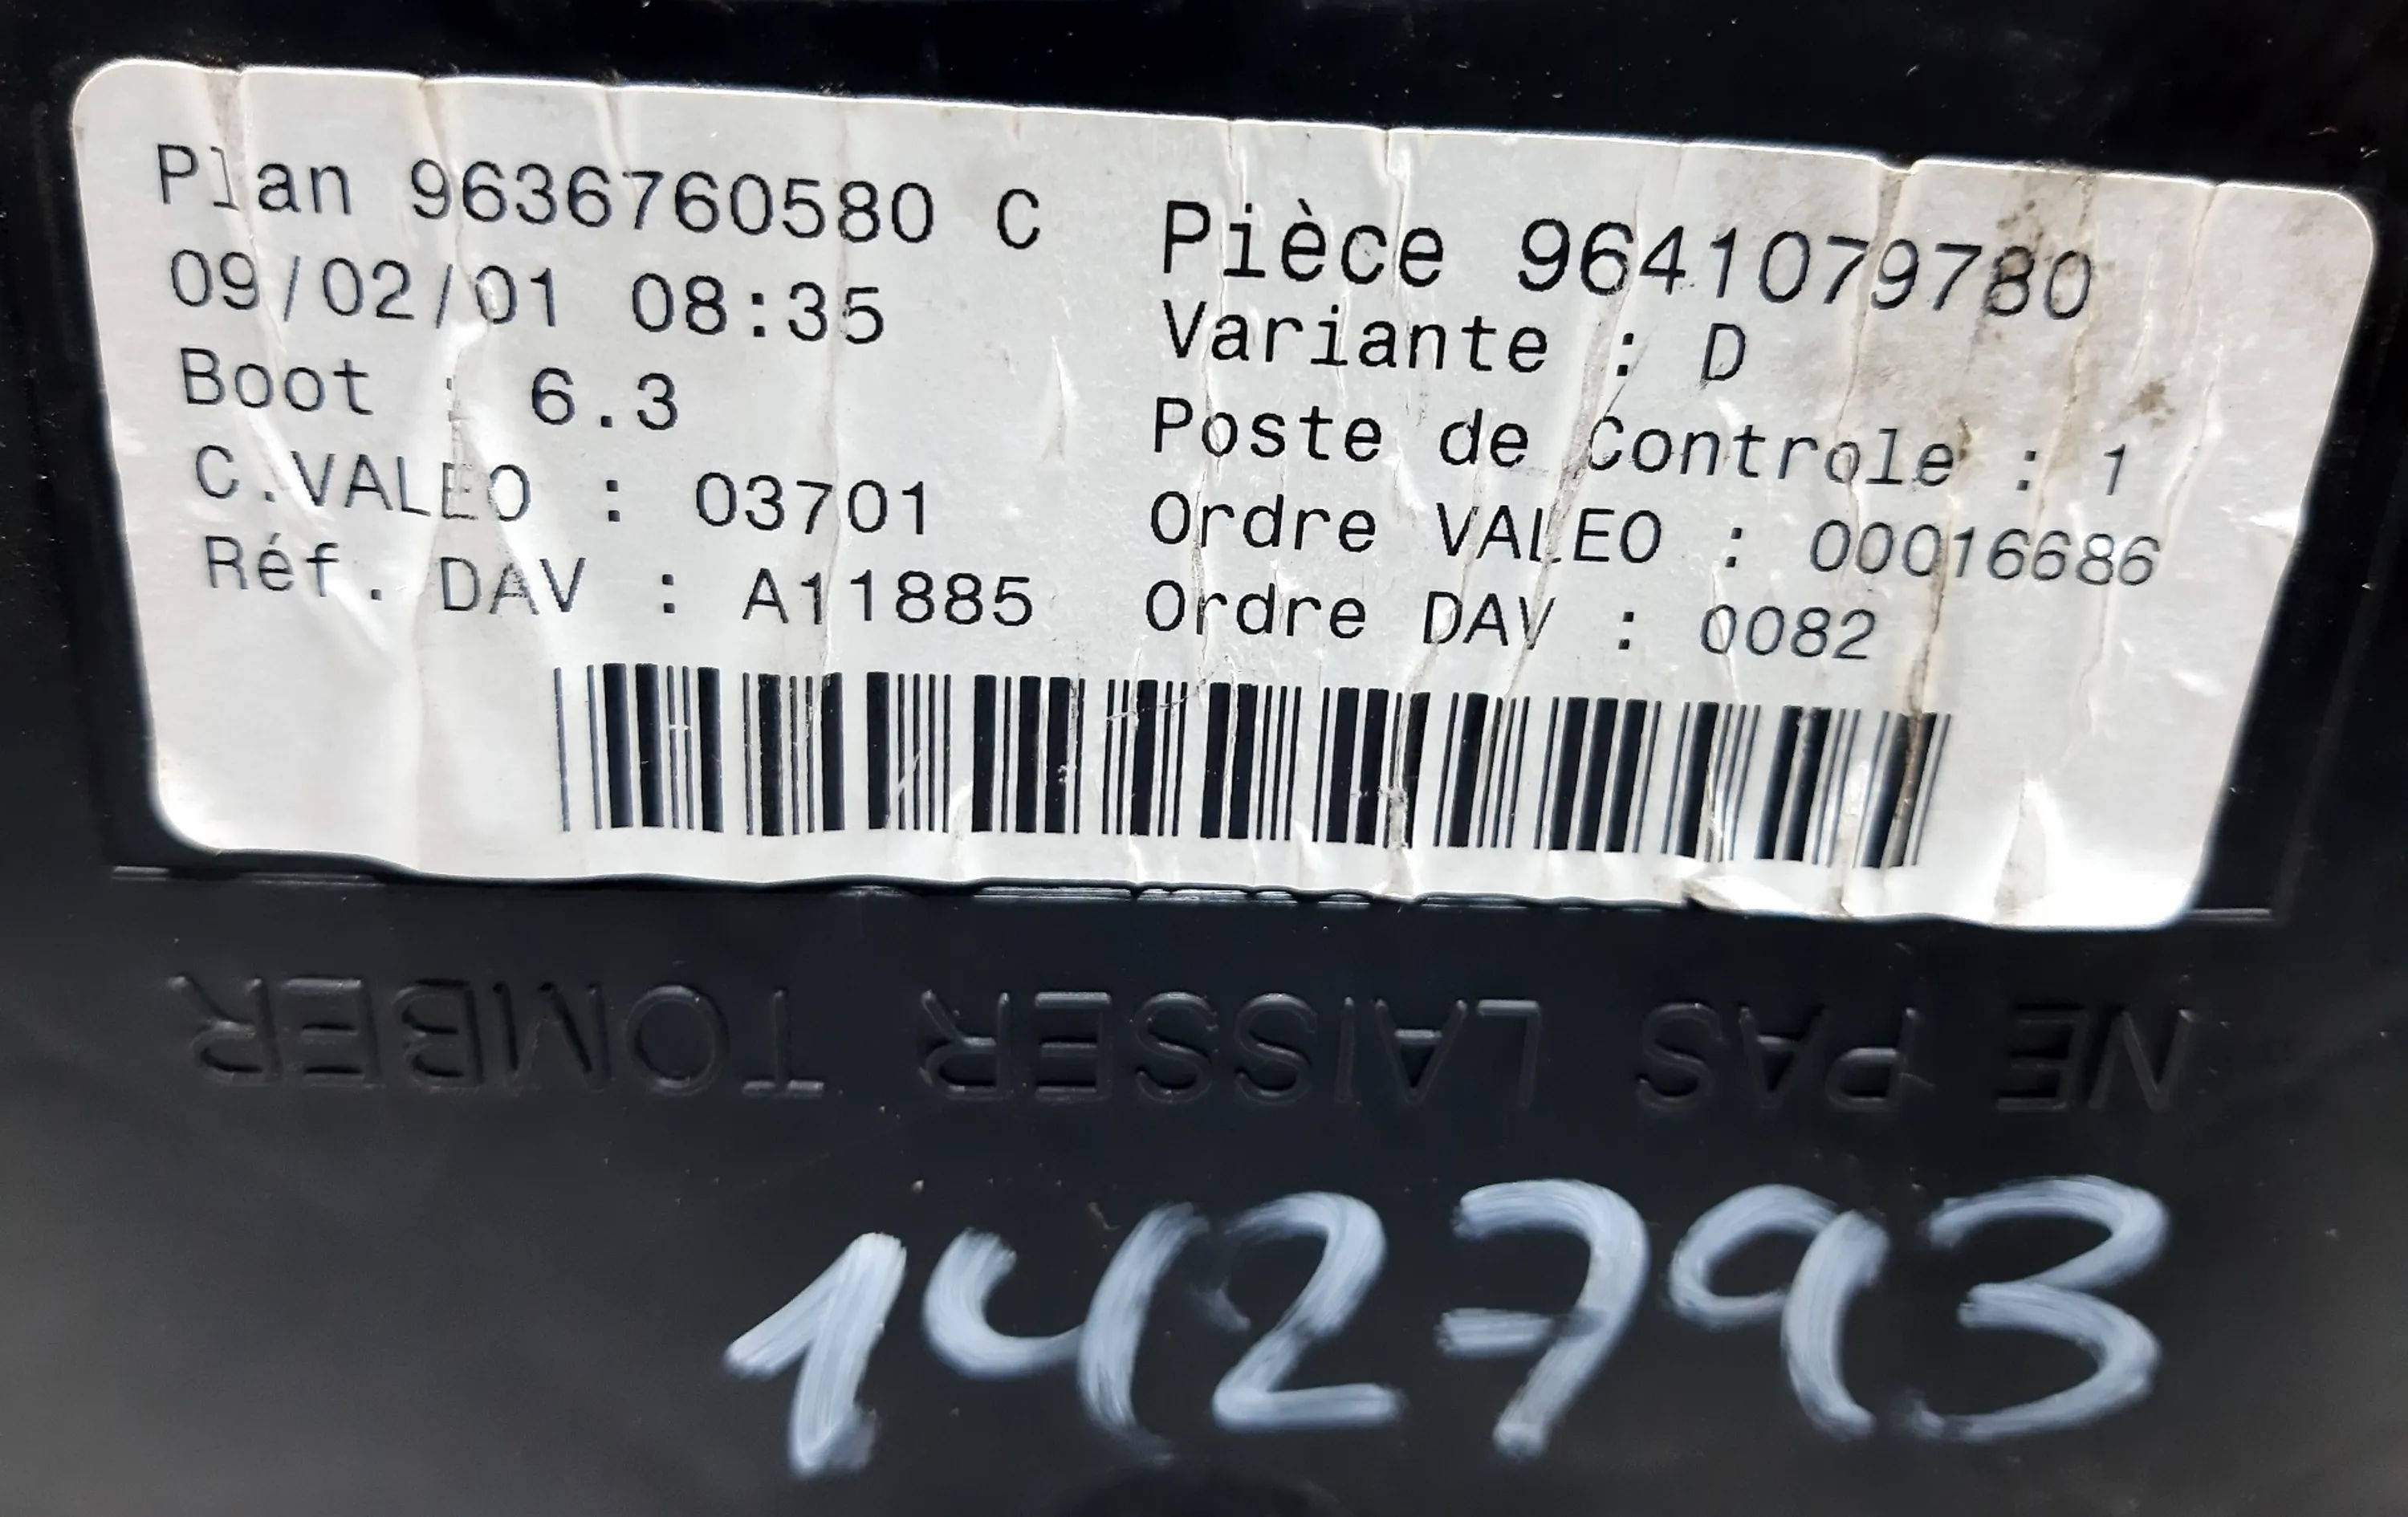 Plan 9636760580 C
09/02/01 08:35
Boot : 6.3
C.VALEO : 03701
Réf. DAV : A11885
Pièce 9641079780
Variante : D
Poste de Controle : 1
Ordre VALEO : 00016686
Ordre DAV : 0082
NE PAS LAISSER TOMBER
142793